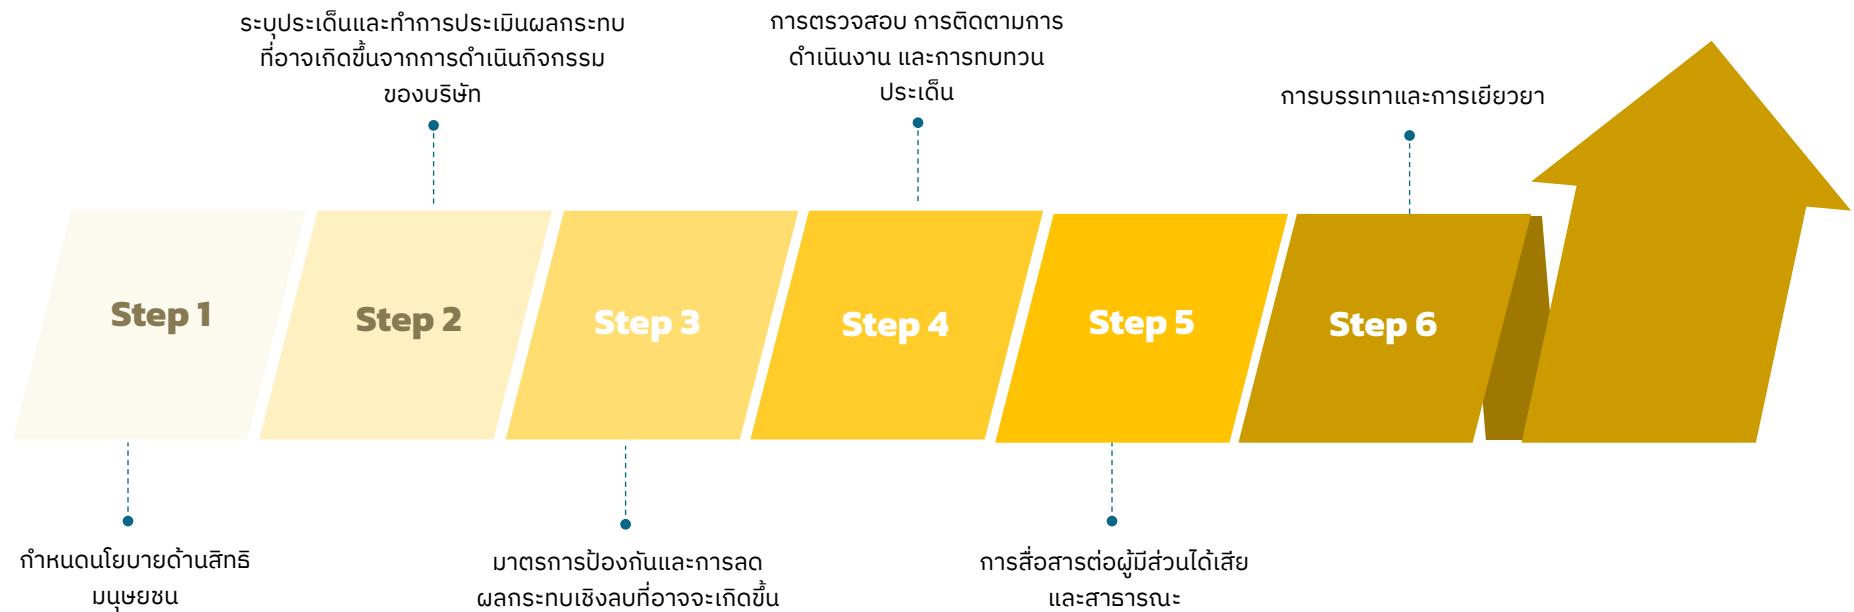 ระบุประเด็นและทำการประเมินผลกระทบ
ที่อาจเกิดขึ้นจากการดำเนินกิจกรรม
ของบริษัท
การตรวจสอบ การติดตามการ
ดำเนินงาน และการทบทวน
ประเด็น
การบรรเทาและการเยียวยา
Step 1
Step 2
Step 3
Step 4
Step 5
Step 6
กำหนดนโยบายด้านสิทธิ
มนุษยชน
มาตรการป้องกันและการลด
ผลกระทบเชิงลบที่อาจจะเกิดขึ้น
การสื่อสารต่อผู้มีส่วนได้เสีย
และสาธารณะ